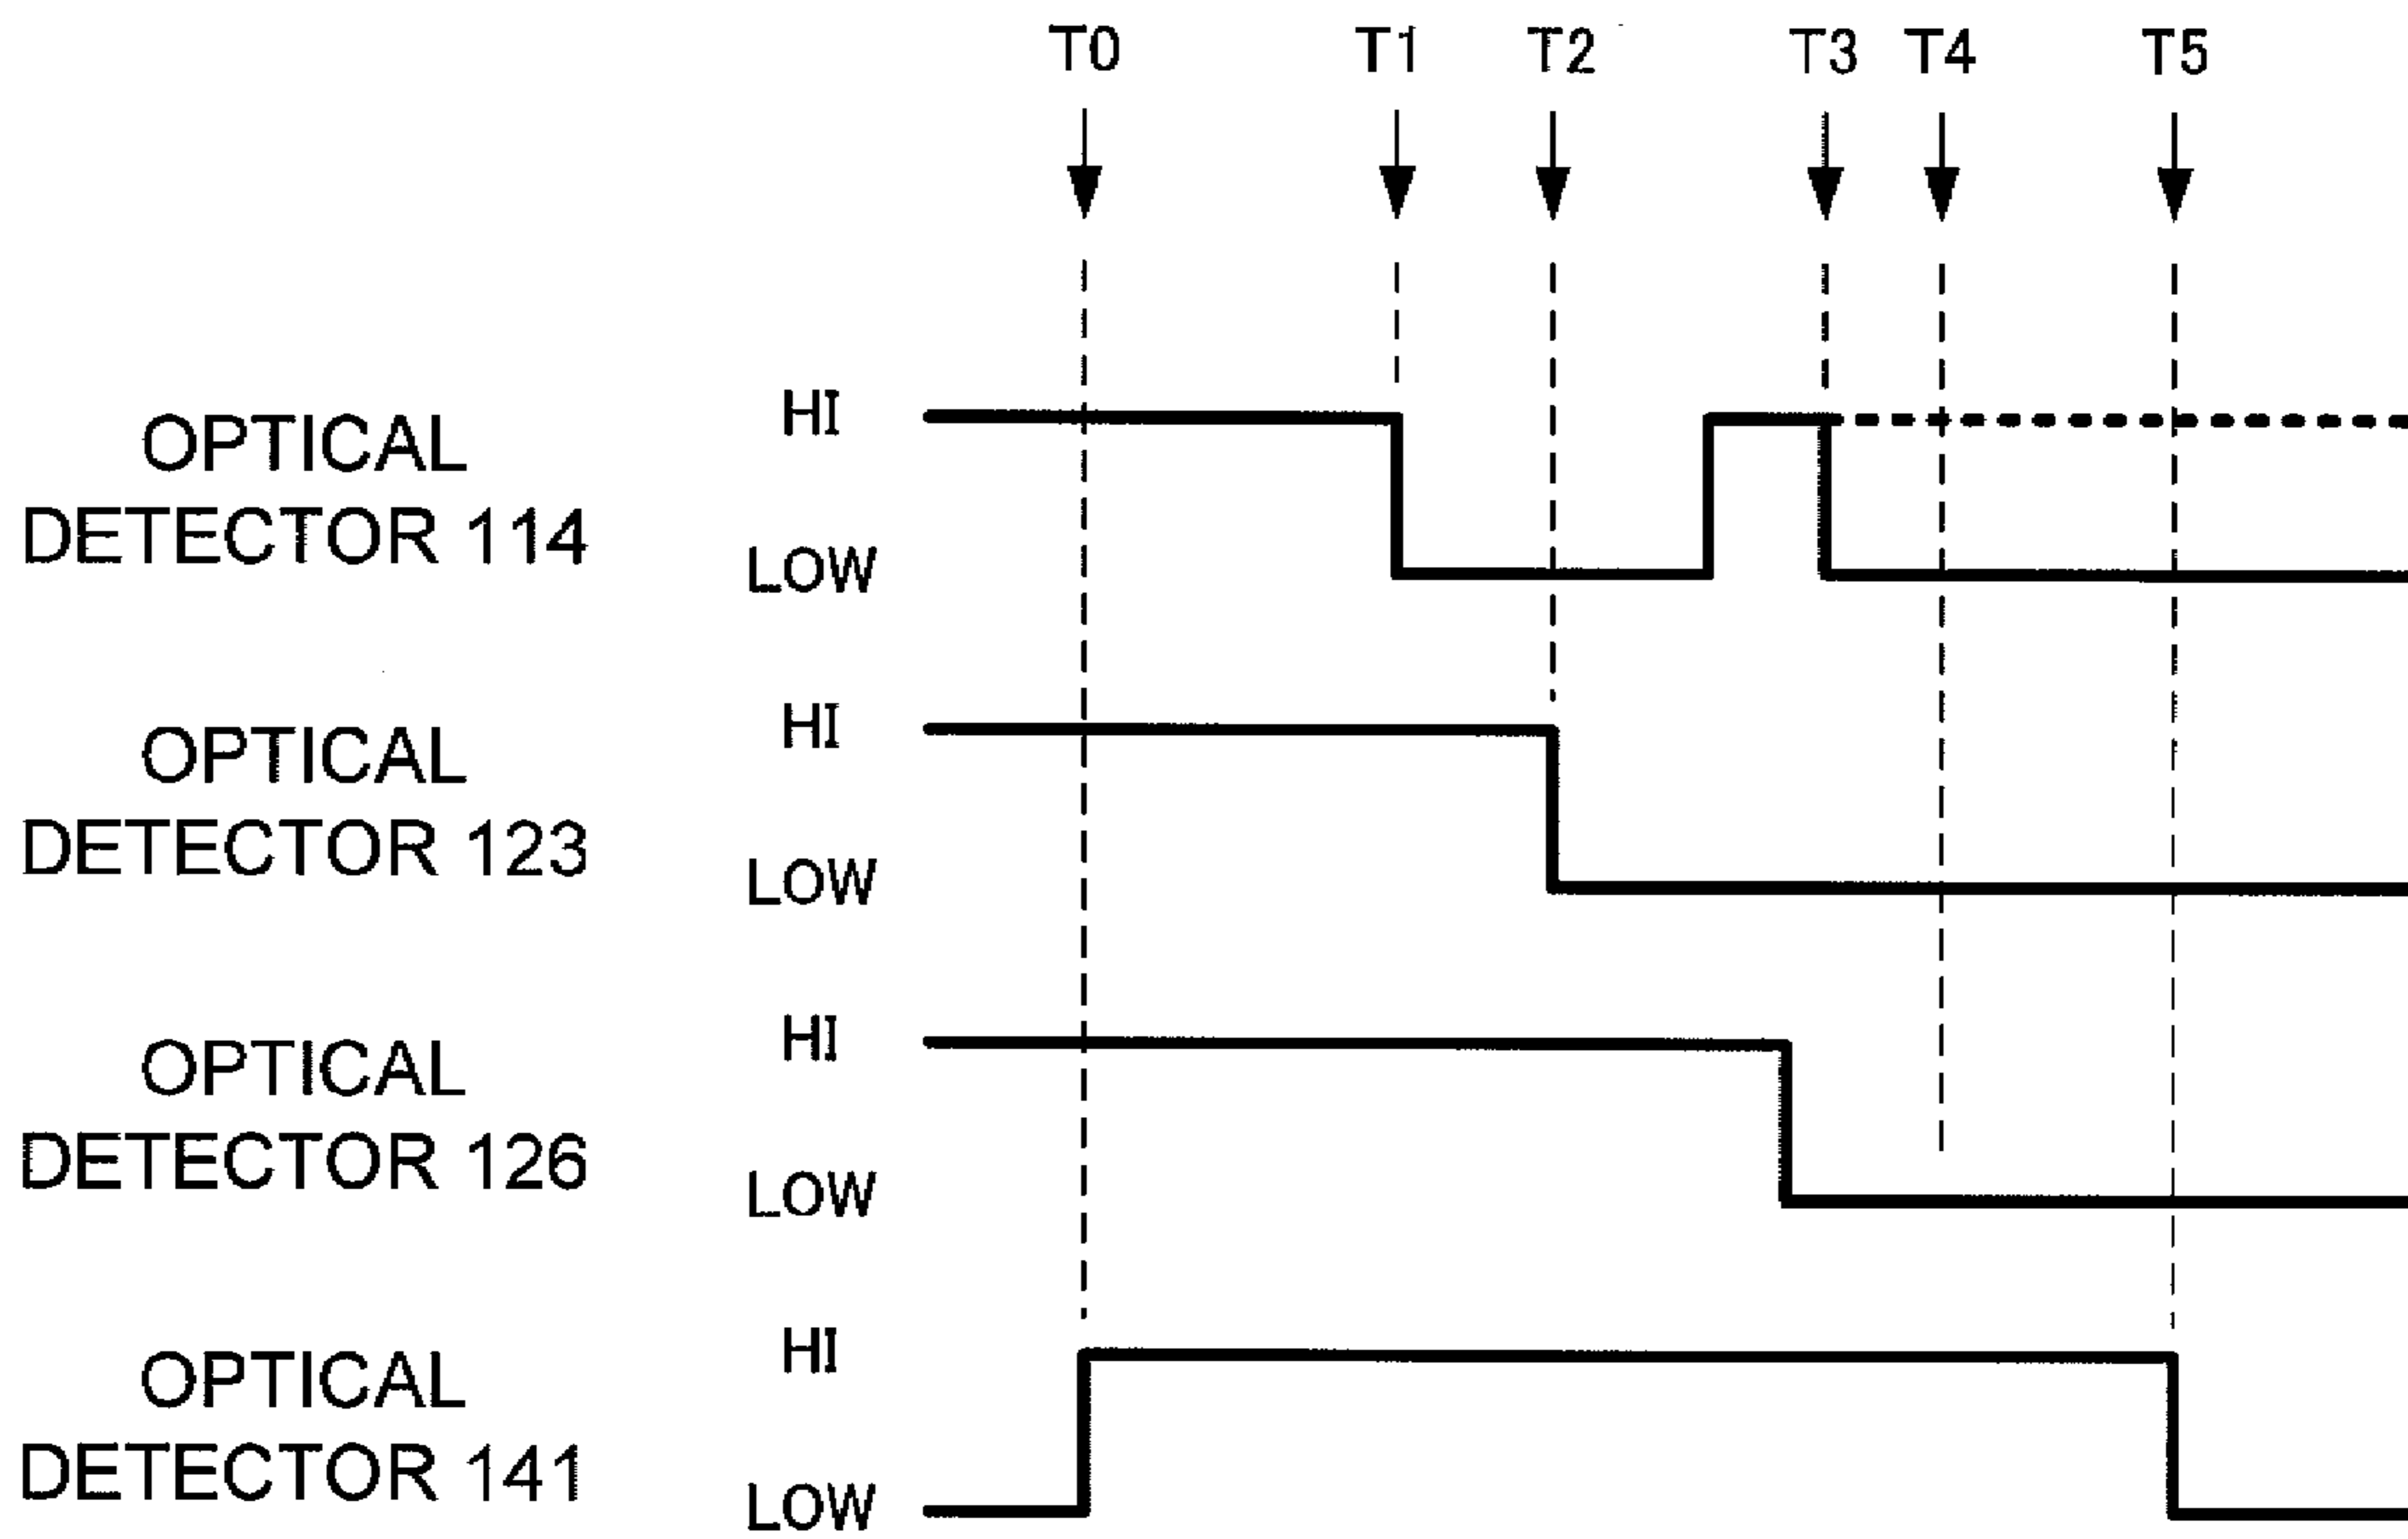 T0 T1 T2 T3 T4 T5
HI
OPTICAL
DETECTOR 114
LOW
HI
OPTICAL
DETECTOR 123
LOW
HI
OPTICAL
DETECTOR 126
LOW
HI
OPTICAL
DETECTOR 141
LOW